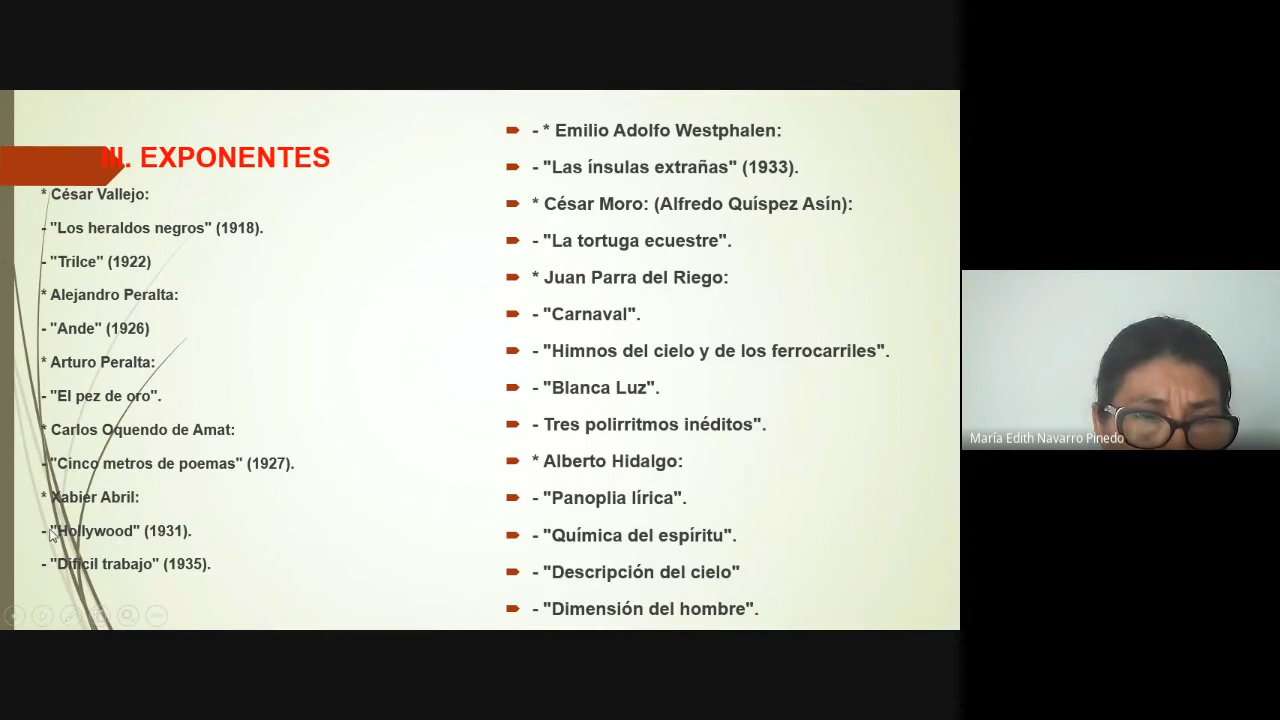 III. EXPONENTES
* César Vallejo:
- "Los heraldos negros" (1918).
- "Trilce" (1922)
* Alejandro Peralta:
- "Ande" (1926)
* Arturo Peralta:
- "El pez de oro".
* Carlos Oquendo de Amat:
- "Cinco metros de poemas" (1927).
* Xabier Abril:
- "Hollywood" (1931).
- "Difícil trabajo" (1935).
- * Emilio Adolfo Westphalen:
- "Las ínsulas extrañas" (1933).
* César Moro: (Alfredo Quíspez Asín):
- "La tortuga ecuestre".
* Juan Parra del Riego:
- "Carnaval".
- "Himnos del cielo y de los ferrocarriles".
- "Blanca Luz".
- Tres polirritmos inéditos".
* Alberto Hidalgo:
- "Panoplia lírica".
- "Química del espíritu".
- "Descripción del cielo"
- "Dimensión del hombre".
María Edith Navarro Pinedo